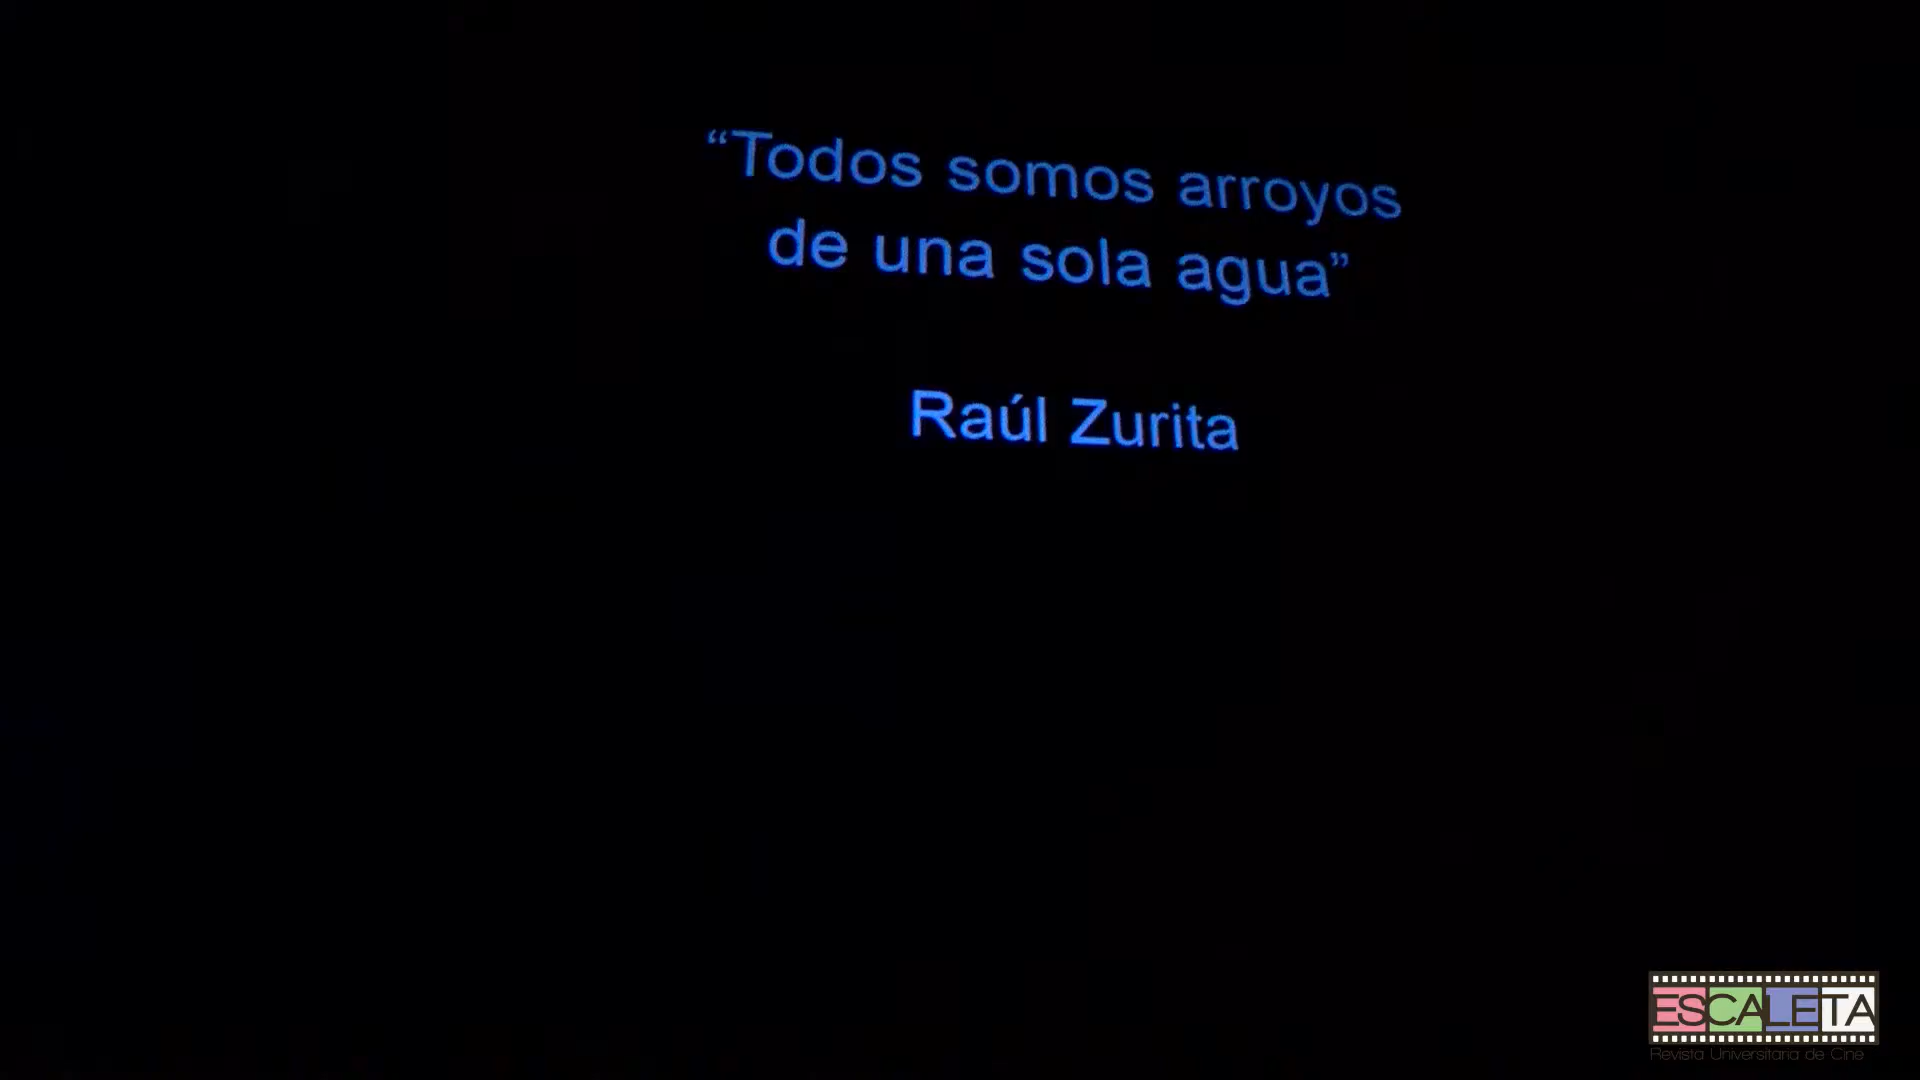 “Todos somos arroyos
de una sola agua”
Raúl Zurita
ESCALETA
Revista Universitaria de Cine